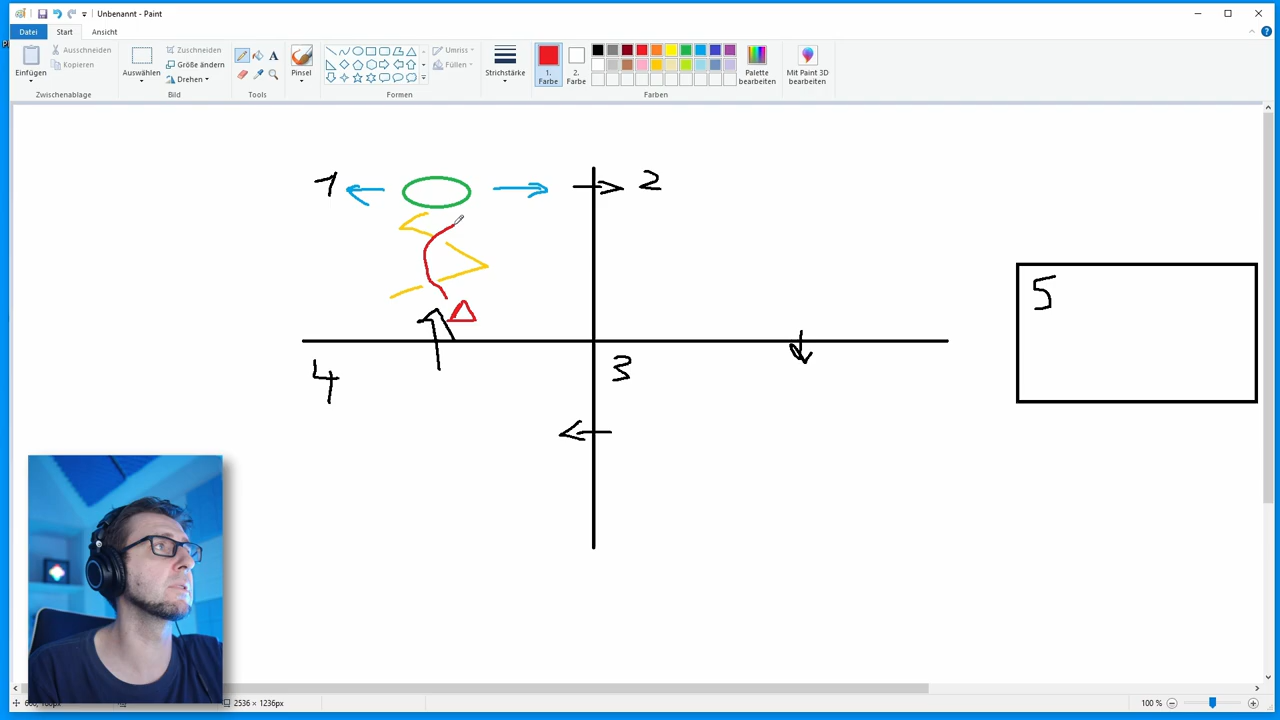 Unbenannt - Paint
Datei Start Ansicht
Einfügen
Ausschneiden
Kopieren
Zwischenablage
Auswählen
Zuschneiden
Größe ändern
Drehen
Bild
Tools
Pinsel
Umriss
Füllen
Formen
Strichstärke
1.
Farbe
2.
Farbe
Palette
bearbeiten
Farben
Mit Paint 3D
bearbeiten
1
2
5
4
3
2536 × 1236px
100 %